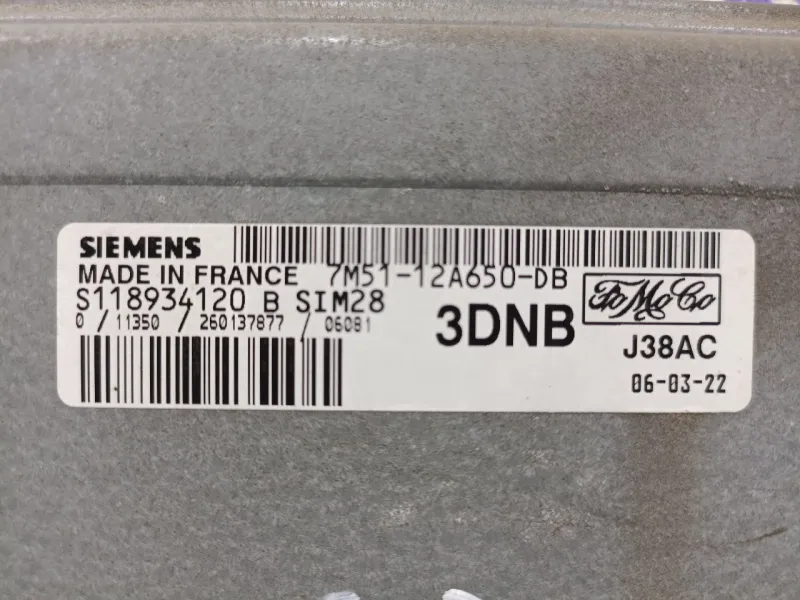 SIEMENS
MADE IN FRANCE 7M51-12A650-DB
S118934120 B SIM28
0 / 11350 / 260137877 / 06081
3DNB
FoMoCo
J38AC
06-03-22